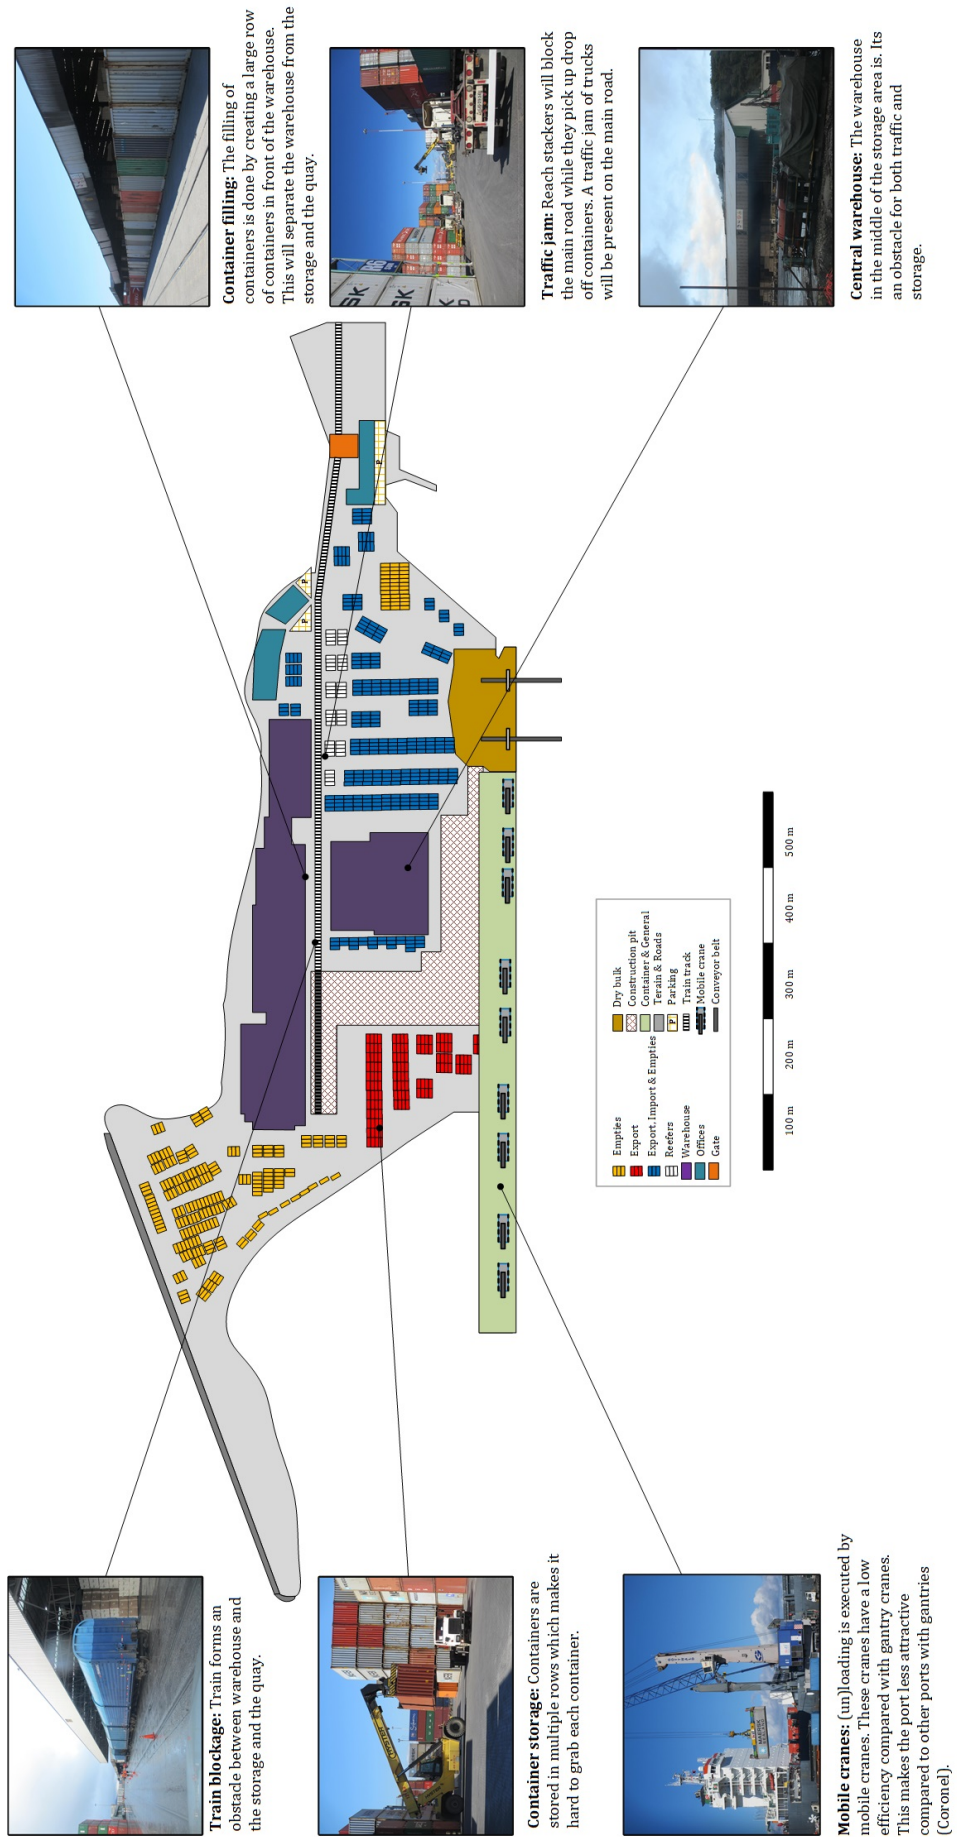 Train blockage: Train forms an
obstacle between warehouse and
the storage and the quay.
Container filling: The filling of
containers is done by creating a large row
of containers in front of the warehouse.
This will separate the warehouse from the
storage and the quay.
P
P
P
Container storage: Containers are
stored in multiple rows which makes it
hard to grab each container.
SK
SK
Traffic jam: Reach stackers will block
the main road while they pick up drop
off containers. A traffic jam of trucks
will be present on the main road.
Empties
Export
Export, Import & Empties
Reefers
Warehouse
Offices
Gate
Dry bulk
Construction pit
Container & General
Terain & Roads
P Parking
Train track
Mobile crane
Conveyor belt
100 m 200 m 300 m 400 m 500 m
Mobile cranes: (un)loading is executed by
mobile cranes. These cranes have a low
efficiency compared with gantry cranes.
This makes the port less attractive
compared to other ports with gantries
(Coronel).
Central warehouse: The warehouse
in the middle of the storage area is. Its
an obstacle for both traffic and
storage.